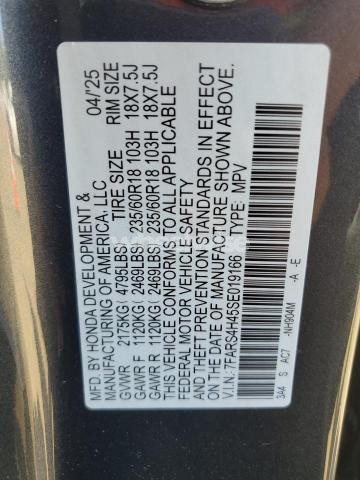 MFD. BY HONDA DEVELOPMENT & 04/'25
MANUFACTURING OF AMERICA, LLC
TIRE SIZE RIM SIZE
GVWR 2175KG( 4795LBS)
GAWR F 1120KG( 2469LBS) 235/60R18 103H 18X7.5J
GAWR R 1120KG( 2469LBS) 235/60R18 103H 18X7.5J
THIS VEHICLE CONFORMS TO ALL APPLICABLE
FEDERAL MOTOR VEHICLE SAFETY
AND THEFT PREVENTION STANDARDS IN EFFECT
ON THE DATE OF MANUFACTURE SHOWN ABOVE.
V.I.N.: 7FARS4H45SE019166 TYPE: MPV
3A4 S AC7 -NH904M -A -E